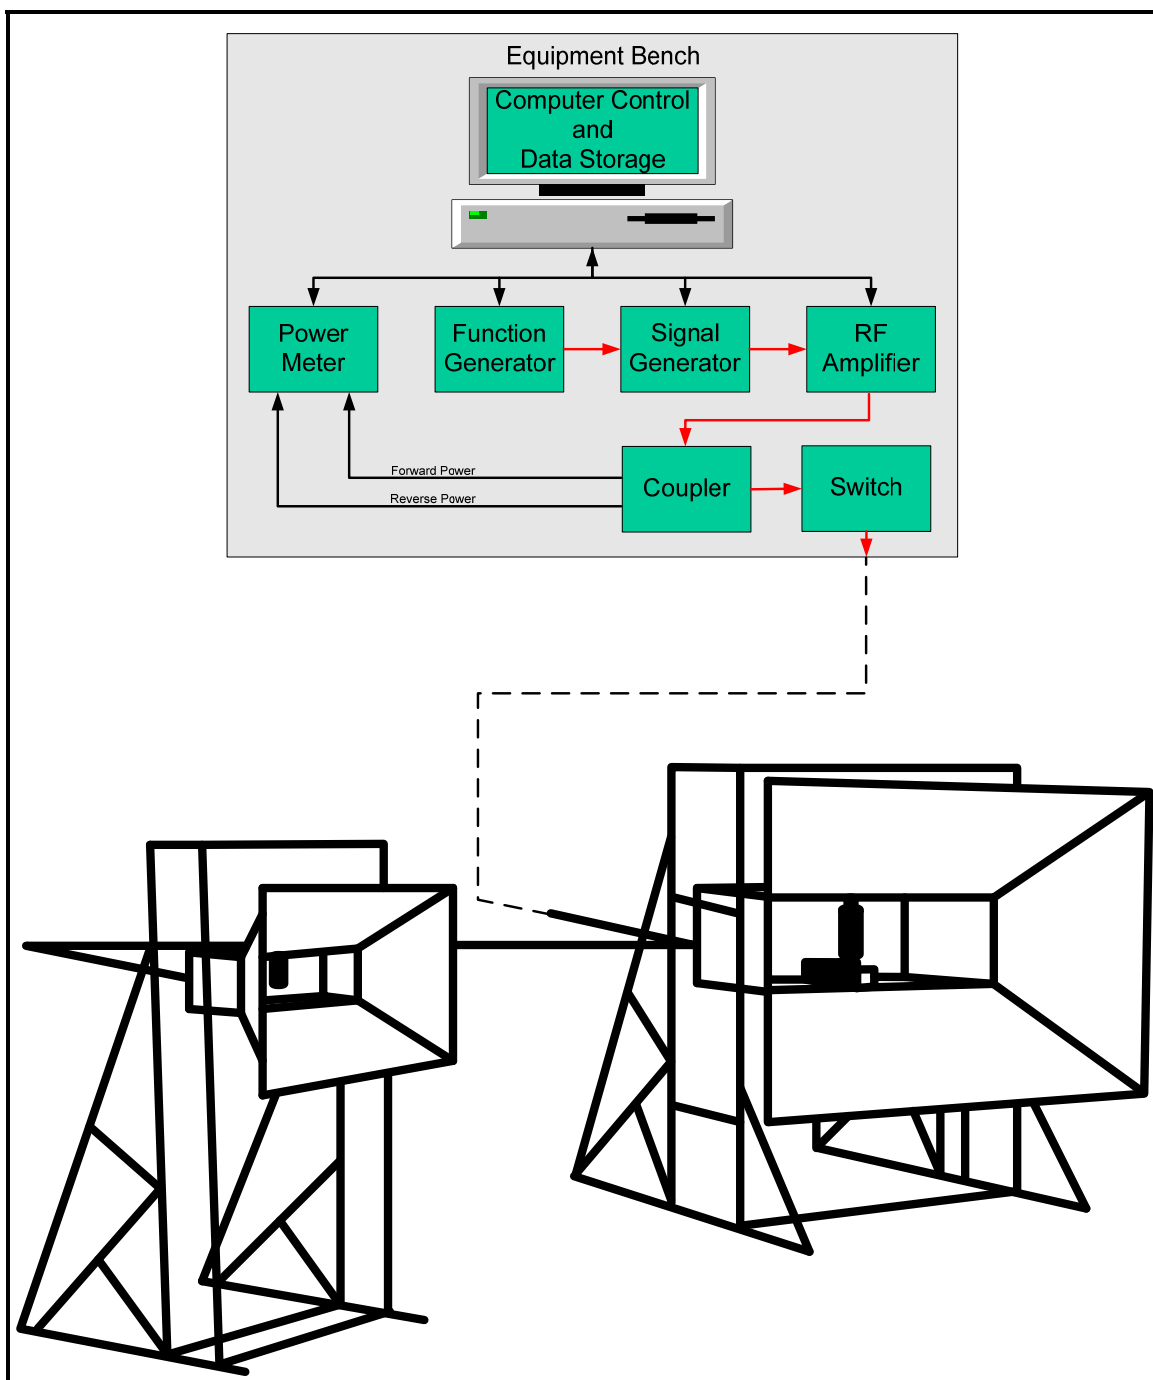 Equipment Bench
Computer Control
and
Data Storage
Power
Meter
Function
Generator
Signal
Generator
RF
Amplifier
Forward Power
Reverse Power
Coupler
Switch